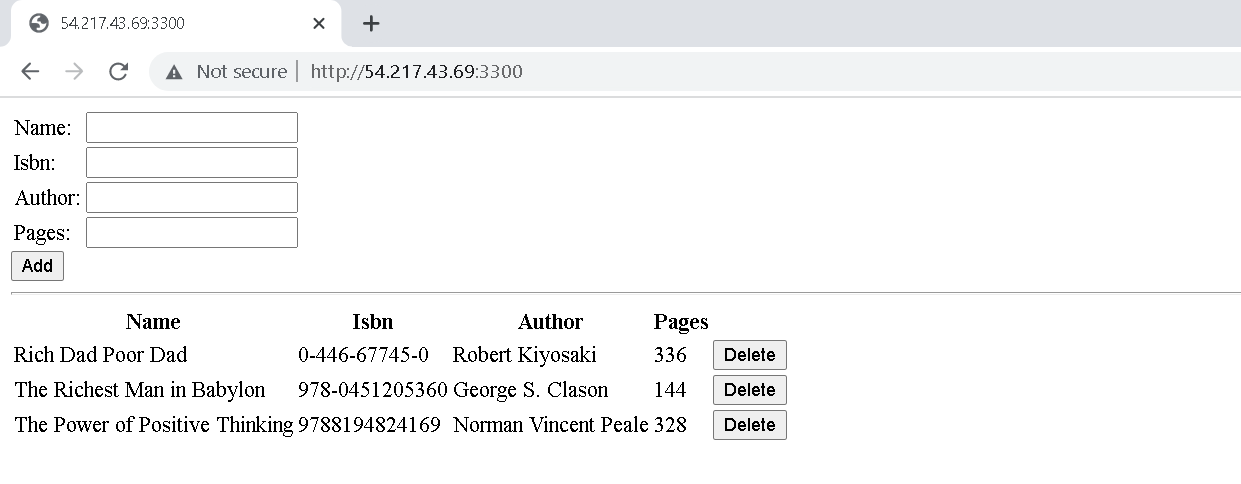 54.217.43.69:3300
Not secure | http://54.217.43.69:3300
Name:
Isbn:
Author:
Pages:
Add
Name Isbn Author Pages
Rich Dad Poor Dad 0-446-67745-0 Robert Kiyosaki 336 Delete
The Richest Man in Babylon 978-0451205360 George S. Clason 144 Delete
The Power of Positive Thinking 9788194824169 Norman Vincent Peale 328 Delete